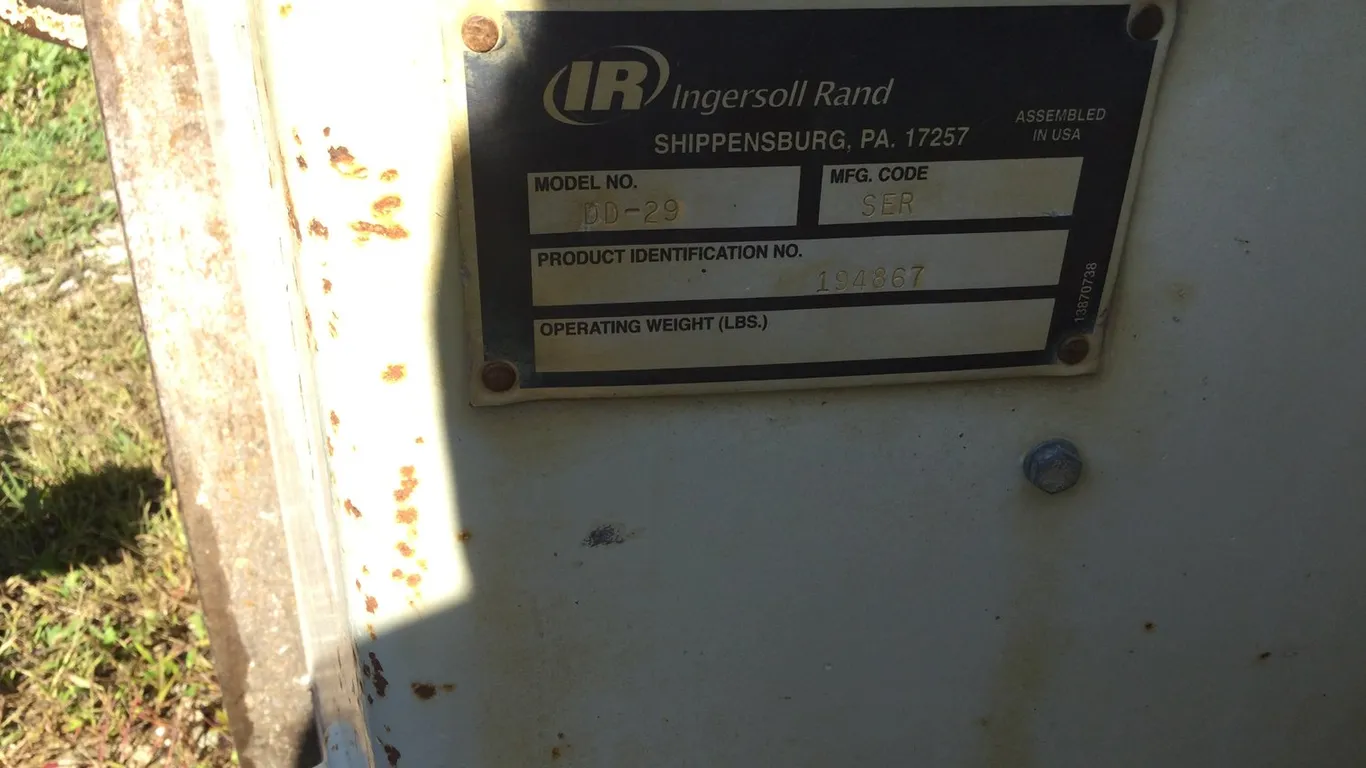 IR Ingersoll Rand
SHIPPENSBURG, PA. 17257
ASSEMBLED
IN USA
MODEL NO.
DD-29
MFG. CODE
SER
PRODUCT IDENTIFICATION NO.
194867
OPERATING WEIGHT (LBS.)
13870738